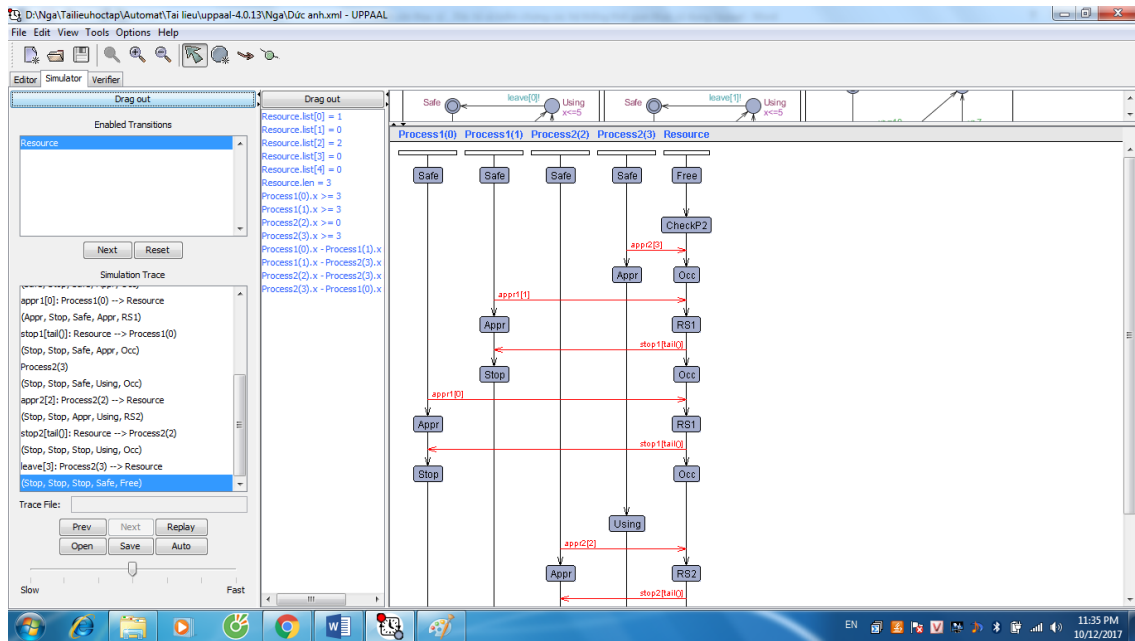 D:\Nga\Tailieuhoctap\Automat\Tai lieu\uppaal-4.0.13\Nga\Dức anh.xml - UPPAAL
File Edit View Tools Options Help
Editor Simulator Verifier
Drag out
Enabled Transitions
Resource
Next Reset
Simulation Trace
appr1[0]: Process1(0) --> Resource
(Appr, Stop, Safe, Appr, RS1)
stop1[tail()]: Resource --> Process1(0)
(Stop, Stop, Safe, Appr, Occ)
Process2(3)
(Stop, Stop, Safe, Using, Occ)
appr2[2]: Process2(2) --> Resource
(Stop, Stop, Appr, Using, RS2)
stop2[tail()]: Resource --> Process2(2)
(Stop, Stop, Stop, Using, Occ)
leave[3]: Process2(3) --> Resource
(Stop, Stop, Stop, Safe, Free)
Trace File:
Prev Next Replay
Open Save Auto
Slow Fast
Drag out
Resource.list[0] = 1
Resource.list[1] = 0
Resource.list[2] = 2
Resource.list[3] = 0
Resource.list[4] = 0
Resource.len = 3
Process1(0).x >= 3
Process1(1).x >= 3
Process2(2).x >= 0
Process2(3).x >= 3
Process1(0).x - Process1(1).x
Process1(1).x - Process2(3).x
Process2(2).x - Process2(3).x
Process2(3).x - Process1(0).x
Safe leave[0]! Using
x<=5
Safe leave[1]! Using
x<=5
Process1(0) Process1(1) Process2(2) Process2(3) Resource
Safe Safe Safe Safe Free
CheckP2
appr2[3]
Appr Occ
appr1[1]
Appr RS1
stop1[tail()]
Stop Occ
appr1[0]
Appr RS1
stop1[tail()]
Stop Occ
Using
appr2[2]
Appr RS2
stop2[tail()]
EN 11:35 PM
10/12/2017